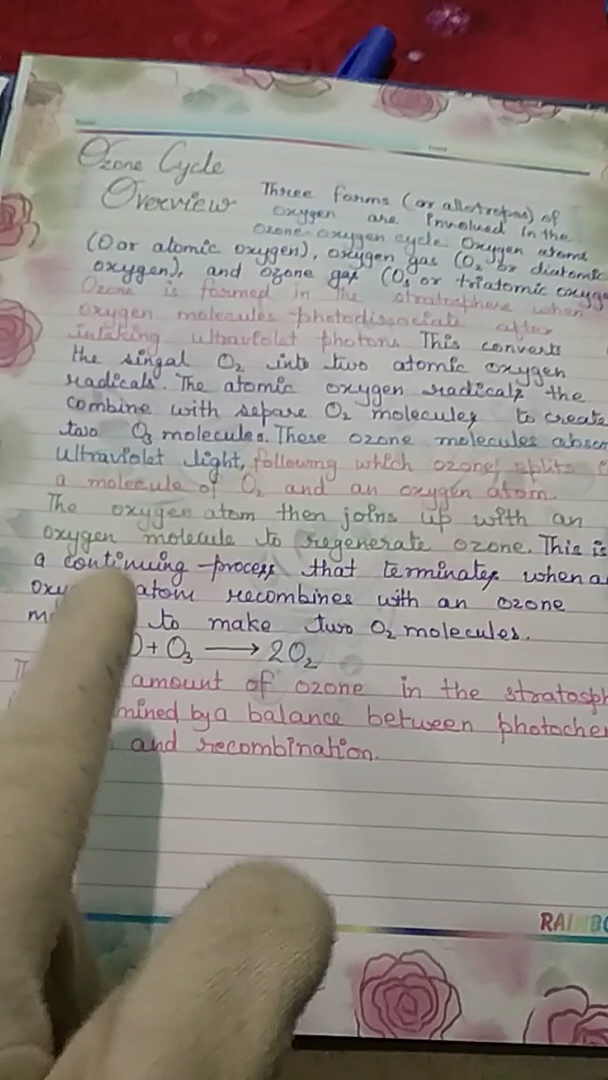 Ozone Cycle
Overview Three forms (or allotropes) of
oxygen are involved in the
ozone-oxygen cycle. Oxygen atoms
(O or atomic oxygen), oxygen gas (O₂ or diatomic
oxygen), and ozone gas (O₃ or triatomic oxyg
Ozone is formed in the stratosphere when
oxygen molecules photodissociate after
intaking ultraviolet photons. This converts
the singal O₂ into two atomic oxygen
radicals. The atomic oxygen radicals the
combine with separe O₂ molecules to create
two O₃ molecules. These ozone molecules absor
ultraviolet light, following which ozone splits
a molecule of O₂ and an oxygen atom.
The oxygen atom then joins up with an
oxygen molecule to regenerate ozone. This is
a continuing process that terminates when a
oxy atom recombines with an ozone
m to make two O₂ molecules.
+ O₃ ⟶ 2O₂
amount of ozone in the stratosph
mined by a balance between photoche
and recombination.
RAINBO